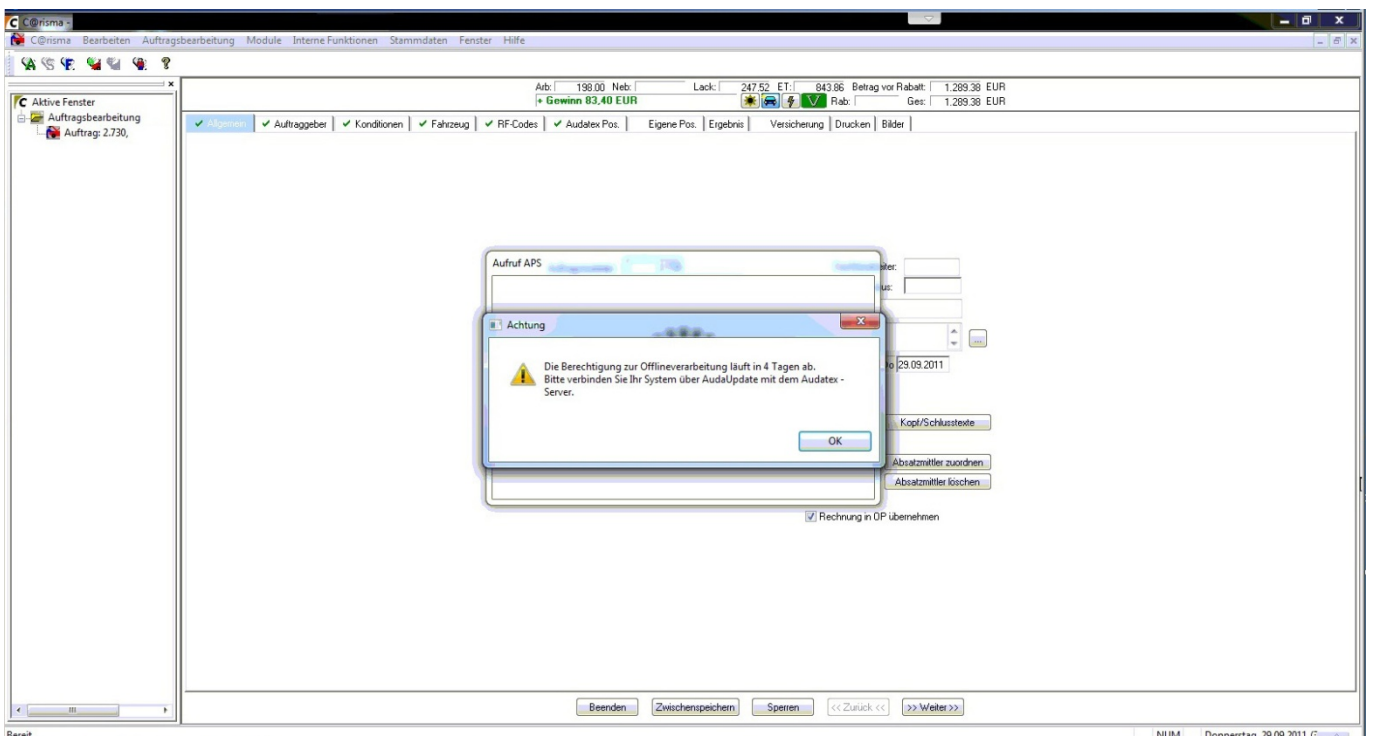 C@risma -
C@risma Bearbeiten Auftragsbearbeitung Module Interne Funktionen Stammdaten Fenster Hilfe
Arb: 198.00 Neb: Lack: 247.52 ET: 843.86 Betrag vor Rabatt: 1.289.38 EUR
+ Gewinn 83,40 EUR Rab: Ges: 1.289.38 EUR
Aktive Fenster
Auftragsbearbeitung
Auftrag: 2.730,
Allgemein Auftraggeber Konditionen Fahrzeug RF-Codes Audatex Pos. Eigene Pos. Ergebnis Versicherung Drucken Bilder
Aufruf APS
Achtung
Die Berechtigung zur Offlineverarbeitung läuft in 4 Tagen ab.
Bitte verbinden Sie Ihr System über AudaUpdate mit dem Audatex -
Server.
OK
29.09.2011
...
Kopf/Schlusstexte
Absatzmittler zuordnen
Absatzmittler löschen
Rechnung in OP übernehmen
Beenden Zwischenspeichern Sperren << Zurück << >> Weiter >>
Bereit NUM Donnerstag, 29.09.2011